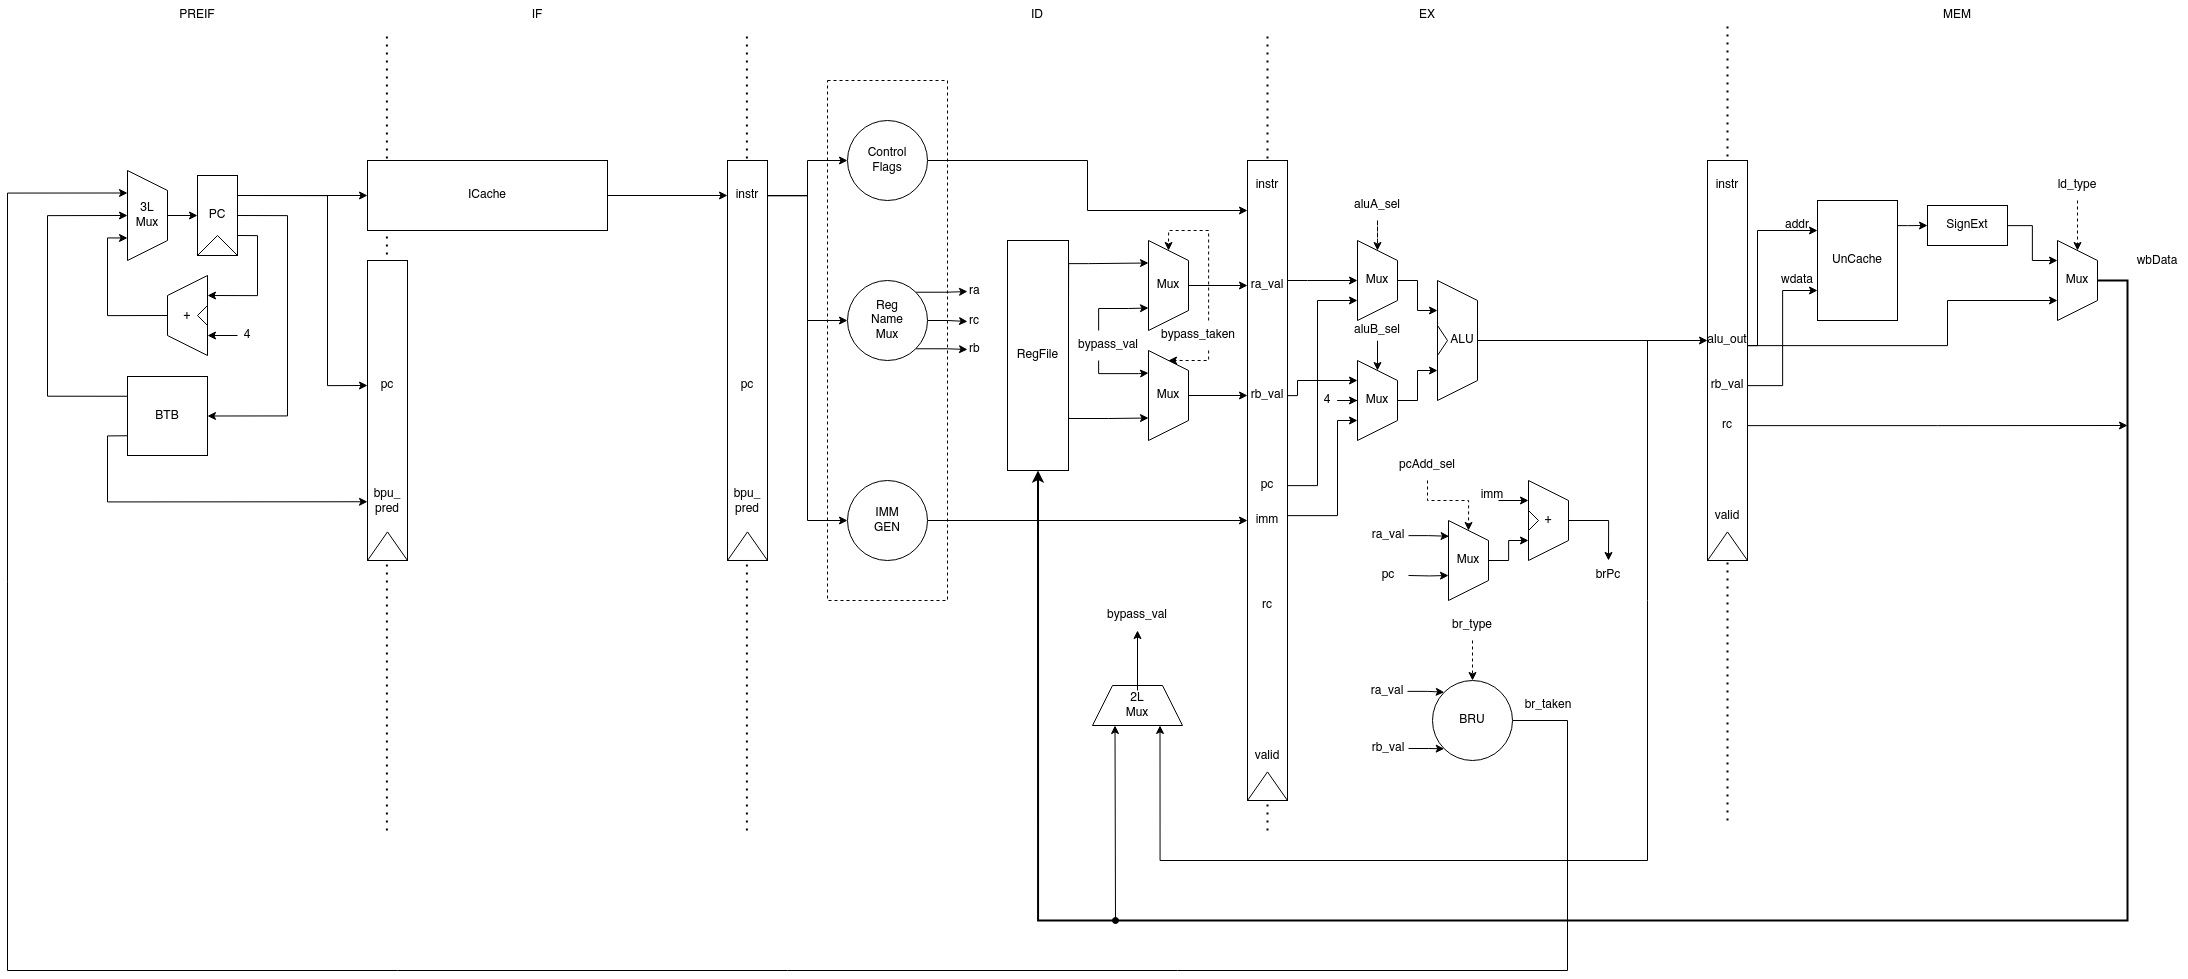 PREIF
IF
ID
EX
MEM
3L
Mux
PC
+
4
BTB
ICache
pc
bpu_
pred
instr
pc
bpu_
pred
Control
Flags
Reg
Name
Mux
ra
rc
rb
IMM
GEN
RegFile
Mux
bypass_taken
bypass_val
Mux
bypass_val
2L
Mux
instr
ra_val
rb_val
pc
imm
rc
valid
aluA_sel
Mux
aluB_sel
4
Mux
ALU
pcAdd_sel
imm
+
ra_val
Mux
pc
brPc
br_type
ra_val
BRU
br_taken
rb_val
instr
alu_out
rb_val
rc
valid
addr
wdata
UnCache
SignExt
ld_type
Mux
wbData